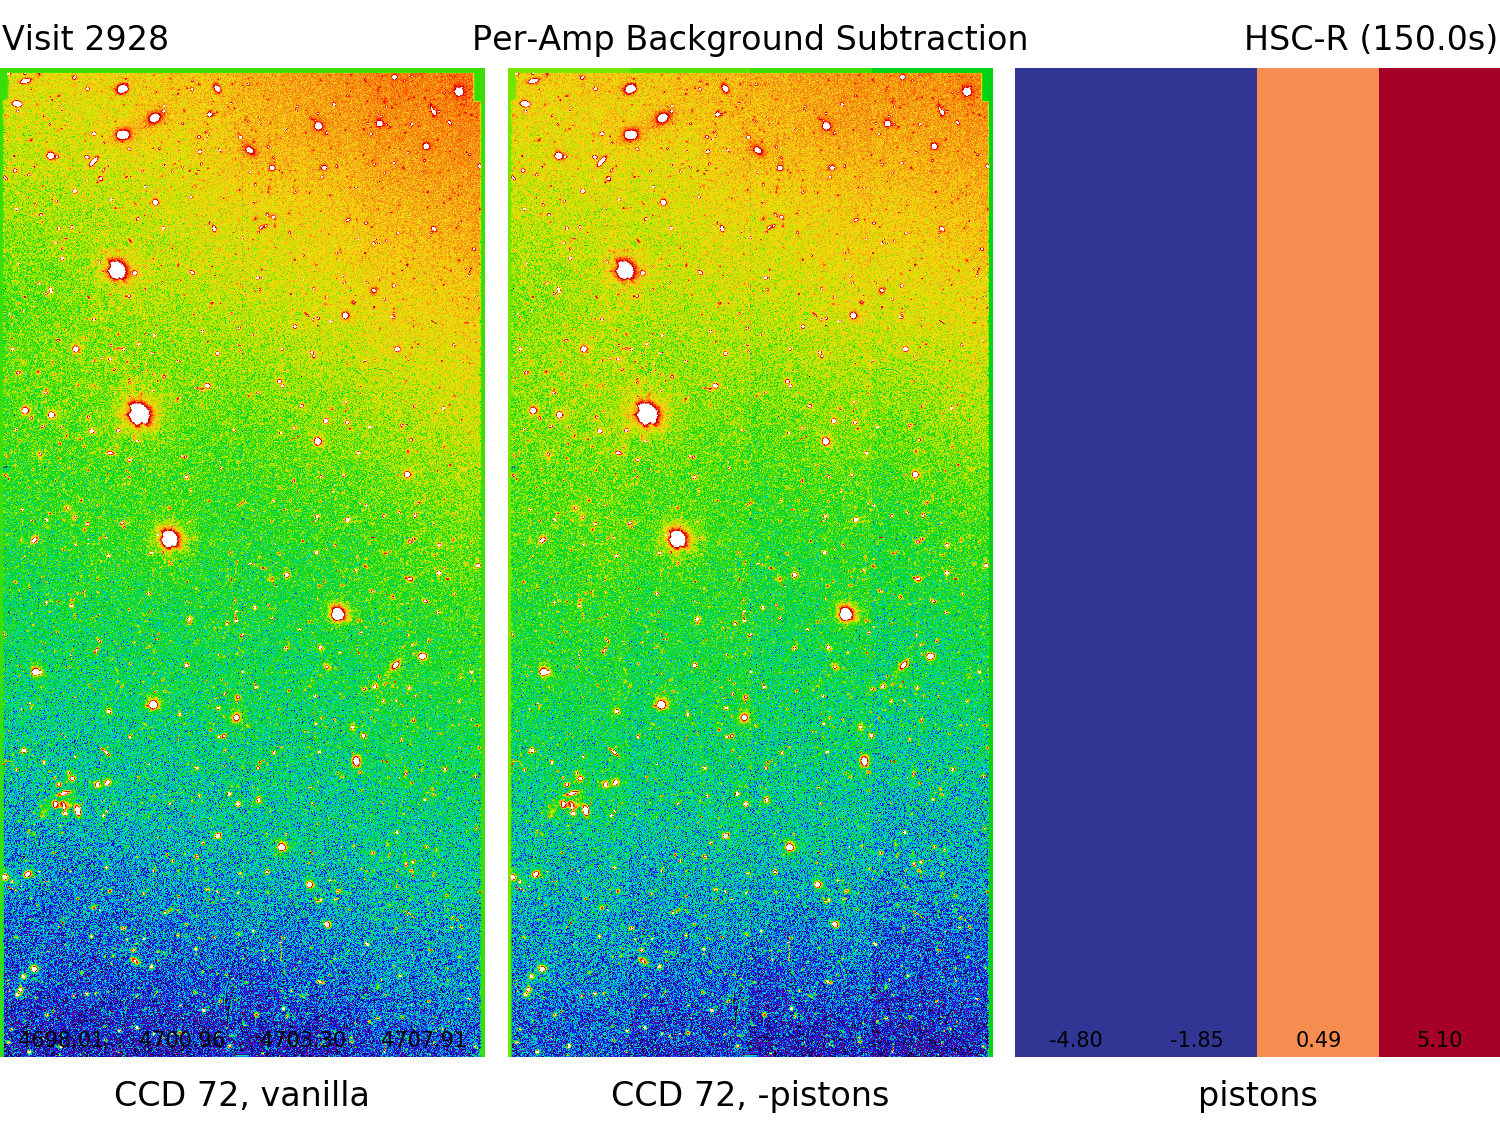 Visit 2928 Per-Amp Background Subtraction HSC-R (150.0s)
4698.01 4700.96 4703.30 4707.91 -4.80 -1.85 0.49 5.10
CCD 72, vanilla CCD 72, -pistons pistons